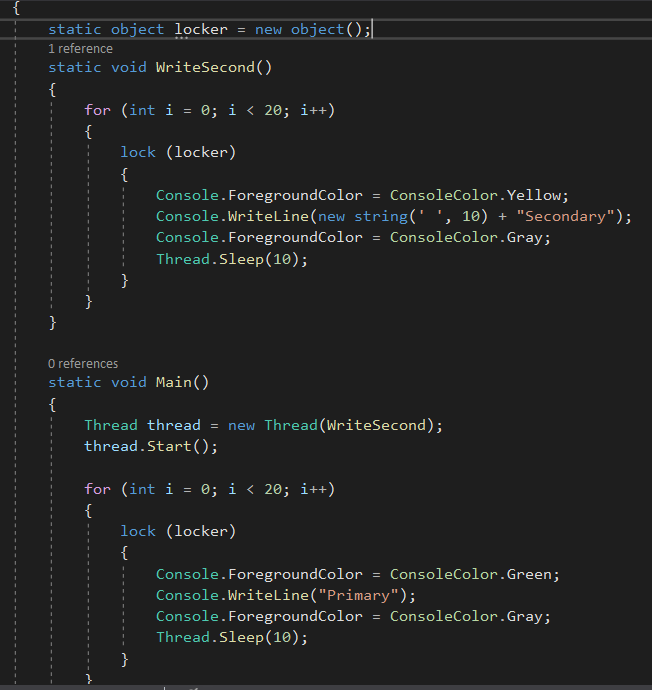 {
static object locker = new object();
1 reference
static void WriteSecond()
{
for (int i = 0; i < 20; i++)
{
lock (locker)
{
Console.ForegroundColor = ConsoleColor.Yellow;
Console.WriteLine(new string(' ', 10) + "Secondary");
Console.ForegroundColor = ConsoleColor.Gray;
Thread.Sleep(10);
}
}
}
0 references
static void Main()
{
Thread thread = new Thread(WriteSecond);
thread.Start();
for (int i = 0; i < 20; i++)
{
lock (locker)
{
Console.ForegroundColor = ConsoleColor.Green;
Console.WriteLine("Primary");
Console.ForegroundColor = ConsoleColor.Gray;
Thread.Sleep(10);
}
}